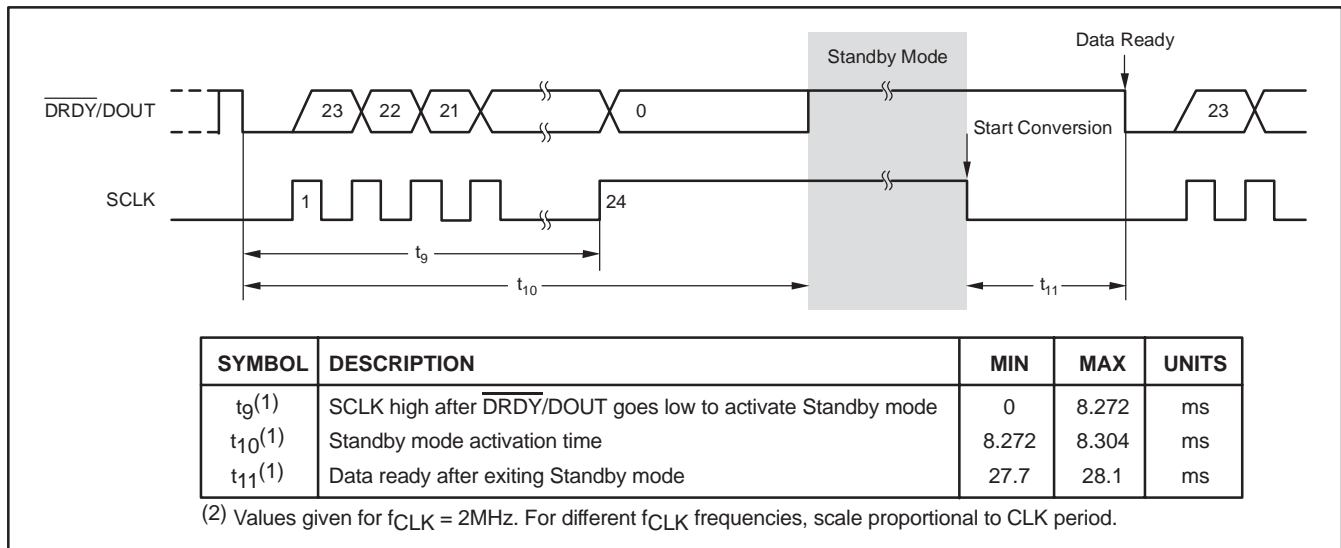 Data Ready
Standby Mode
DRDY/DOUT
23 22 21 0 23
Start Conversion
SCLK
1 24
t9
t10 t11
SYMBOL DESCRIPTION MIN MAX UNITS
t9(1) SCLK high after DRDY/DOUT goes low to activate Standby mode 0 8.272 ms
t10(1) Standby mode activation time 8.272 8.304 ms
t11(1) Data ready after exiting Standby mode 27.7 28.1 ms
(2) Values given for fCLK = 2MHz. For different fCLK frequencies, scale proportional to CLK period.